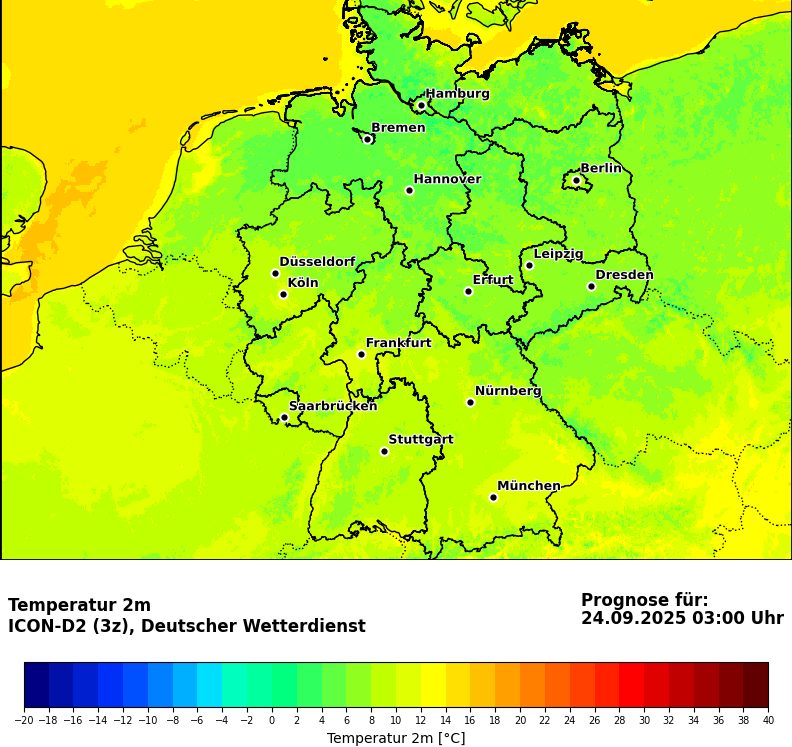 Hamburg
Bremen
Berlin
Hannover
Leipzig
Düsseldorf
Dresden
Köln
Erfurt
Frankfurt
Nürnberg
Saarbrücken
Stuttgart
München
Temperatur 2m
ICON-D2 (3z), Deutscher Wetterdienst
Prognose für:
24.09.2025 03:00 Uhr
−20 −18 −16 −14 −12 −10 −8 −6 −4 −2 0 2 4 6 8 10 12 14 16 18 20 22 24 26 28 30 32 34 36 38 40
Temperatur 2m [°C]